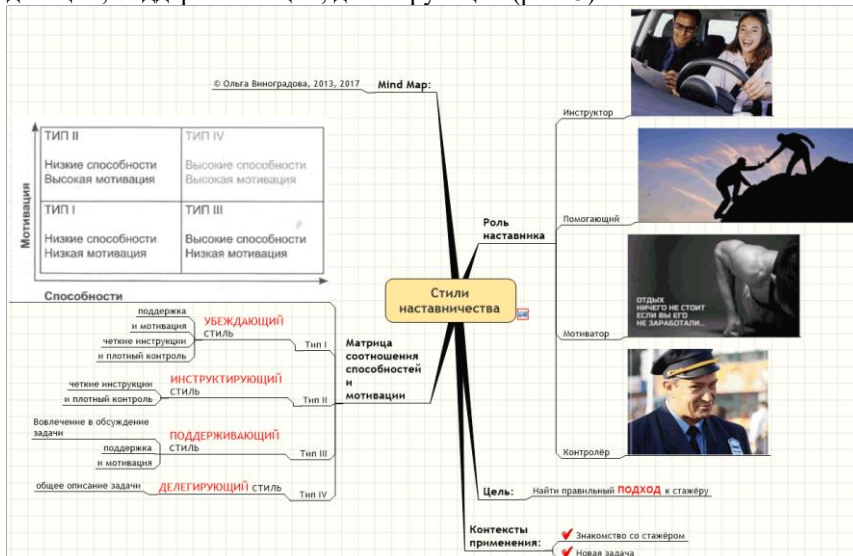 © Ольга Виноградова, 2013, 2017
Mind Map:
Мотивация
ТИП II
Низкие способности
Высокая мотивация
ТИП IV
Высокие способности
Высокая мотивация
ТИП I
Низкие способности
Низкая мотивация
ТИП III
Высокие способности
Низкая мотивация
Способности
Стили
наставничества
Роль
наставника
Инструктор
Помогающий
ОТДЫХ
НИЧЕГО НЕ СТОИТ
ЕСЛИ ВЫ ЕГО
НЕ ЗАРАБОТАЛИ...
Мотиватор
Контролёр
Матрица
соотношения
способностей
и
мотивации
Тип I
УБЕЖДАЮЩИЙ
СТИЛЬ
поддержка
и мотивация
четкие инструкции
и плотный контроль
Тип II
ИНСТРУКТИРУЮЩИЙ
СТИЛЬ
четкие инструкции
и плотный контроль
Тип III
ПОДДЕРЖИВАЮЩИЙ
СТИЛЬ
Вовлечение в обсуждение
задачи
поддержка
и мотивация
Тип IV
ДЕЛЕГИРУЮЩИЙ СТИЛЬ
общее описание задачи
Цель:
Найти правильный ПОДХОД к стажёру
Контексты
применения:
Знакомство со стажёром
Новая задача